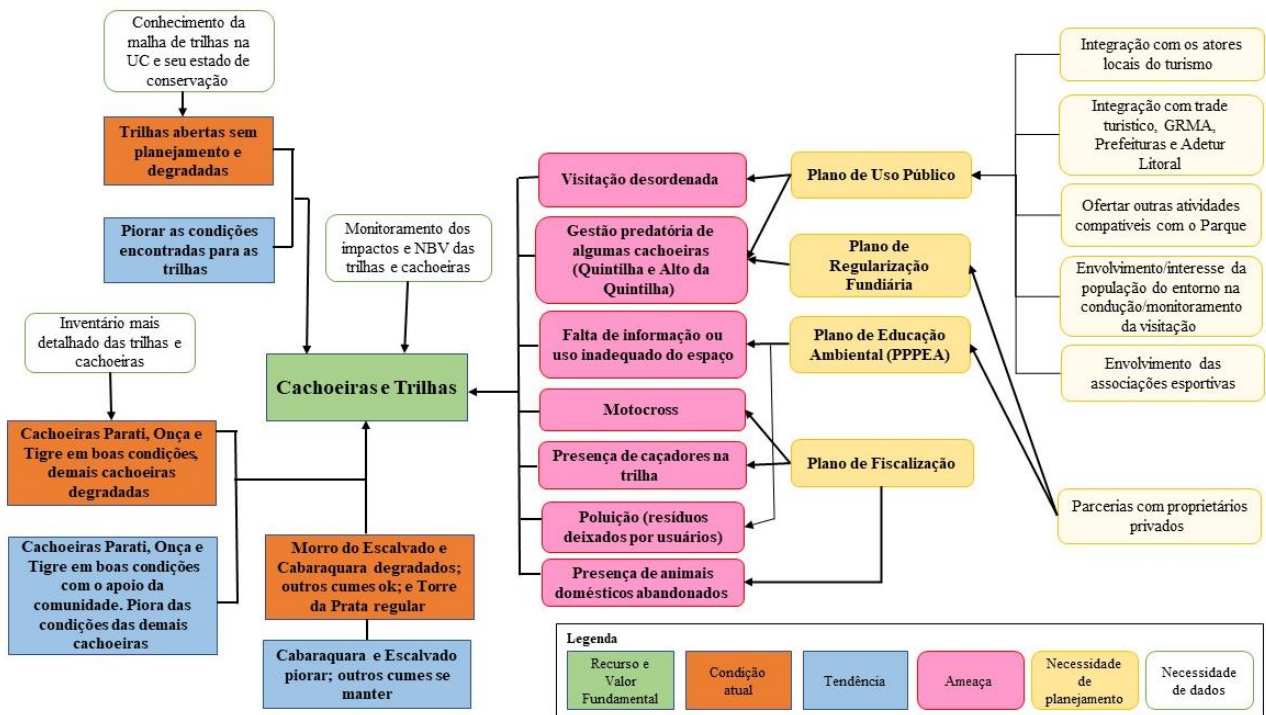 Conhecimento da
malha de trilhas na
UC e seu estado de
conservação
Trilhas abertas sem
planejamento e
degradadas
Piorar as condições
encontradas para as
trilhas
Monitoramento dos
impactos e NBV das
trilhas e cachoeiras
Inventário mais
detalhado das trilhas e
cachoeiras
Cachoeiras e Trilhas
Cachoeiras Parati, Onça e
Tigre em boas condições,
demais cachoeiras
degradadas
Cachoeiras Parati, Onça e
Tigre em boas condições
com o apoio da
comunidade. Piora das
condições das demais
cachoeiras
Morro do Escalvado e
Cabaraquara degradados;
outros cumes ok; e Torre
da Prata regular
Cabaraquara e Escalvado
piorar; outros cumes se
manter
Visitação desordenada
Gestão predatória de
algumas cachoeiras
(Quintilha e Alto da
Quintilha)
Falta de informação ou
uso inadequado do espaço
Motocross
Presença de caçadores na
trilha
Poluição (resíduos
deixados por usuários)
Presença de animais
domésticos abandonados
Plano de Uso Público
Plano de
Regularização
Fundiária
Plano de Educação
Ambiental (PPPEA)
Plano de Fiscalização
Integração com os atores
locais do turismo
Integração com trade
turístico, GRMA,
Prefeituras e Adetur
Litoral
Ofertar outras atividades
compatíveis com o Parque
Envolvimento/interesse da
população do entorno na
condução/monitoramento
da visitação
Envolvimento das
associações esportivas
Parcerias com proprietários
privados
Legenda
Recurso e
Valor
Fundamental
Condição
atual
Tendência
Ameaça
Necessidade
de
planejamento
Necessidade
de dados